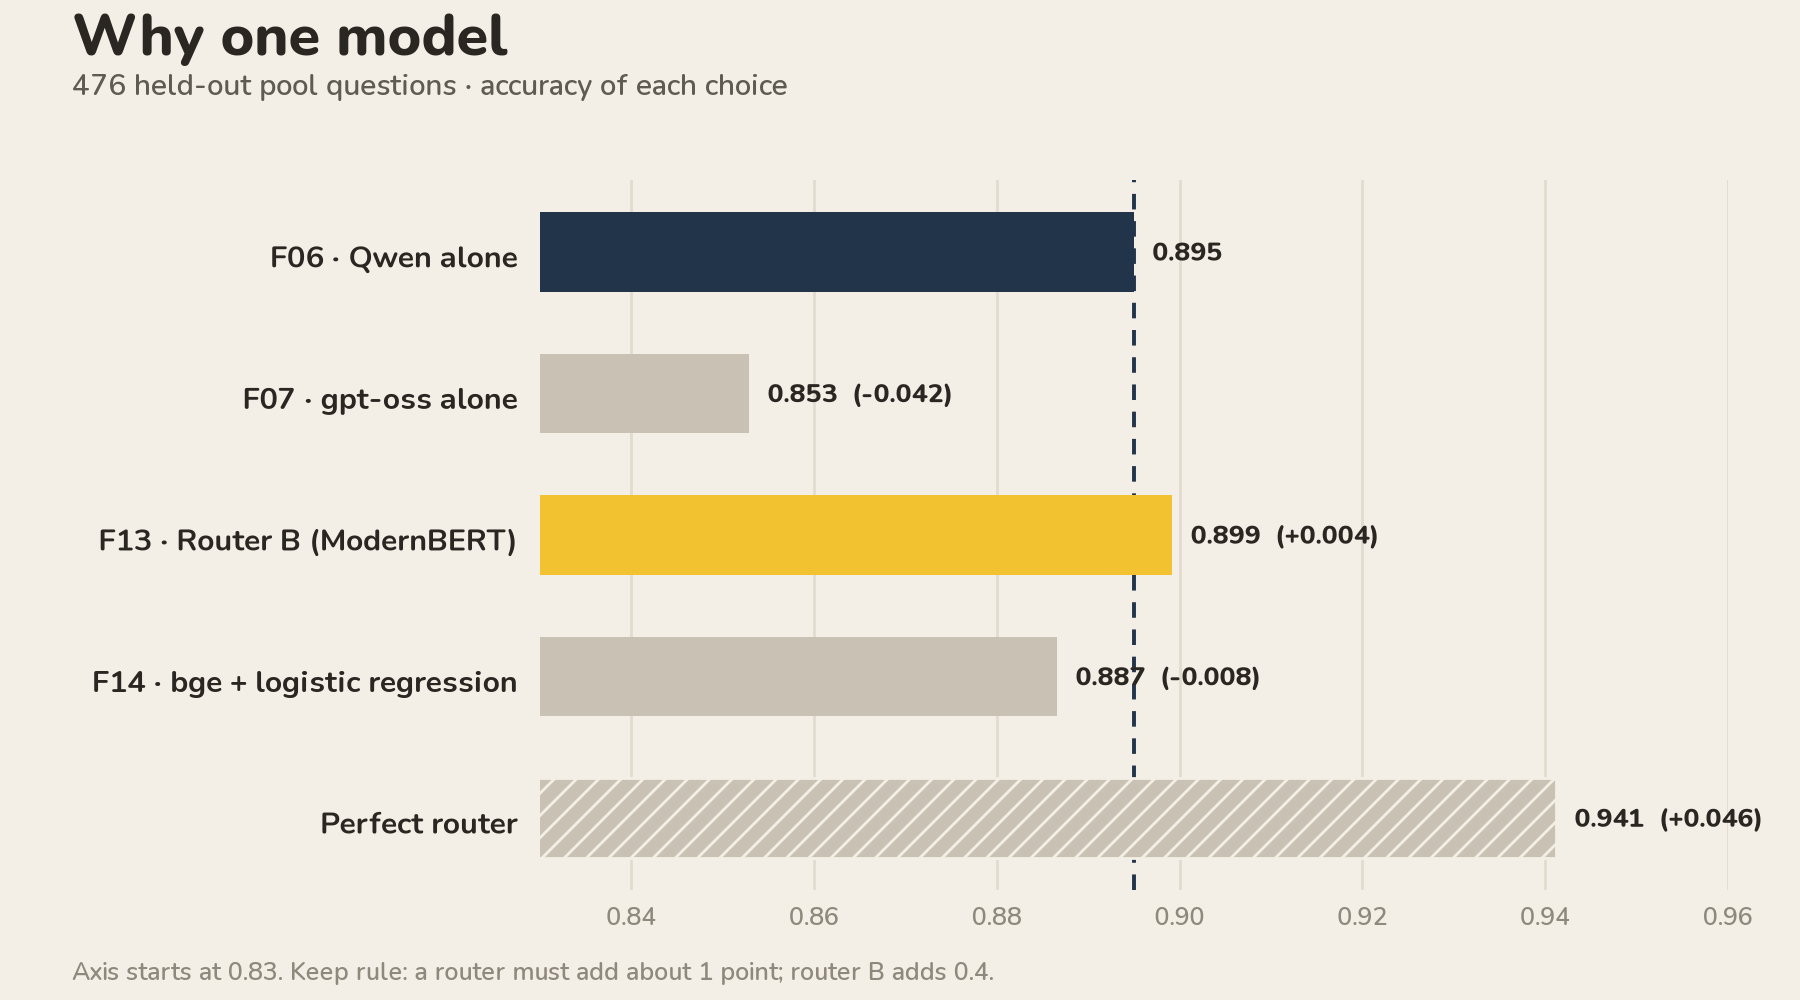 Why one model
476 held-out pool questions · accuracy of each choice
F06 · Qwen alone
0.895
F07 · gpt-oss alone
0.853 (-0.042)
F13 · Router B (ModernBERT)
0.899 (+0.004)
F14 · bge + logistic regression
0.887 (-0.008)
Perfect router
0.941 (+0.046)
0.84 0.86 0.88 0.90 0.92 0.94 0.96
Axis starts at 0.83. Keep rule: a router must add about 1 point; router B adds 0.4.